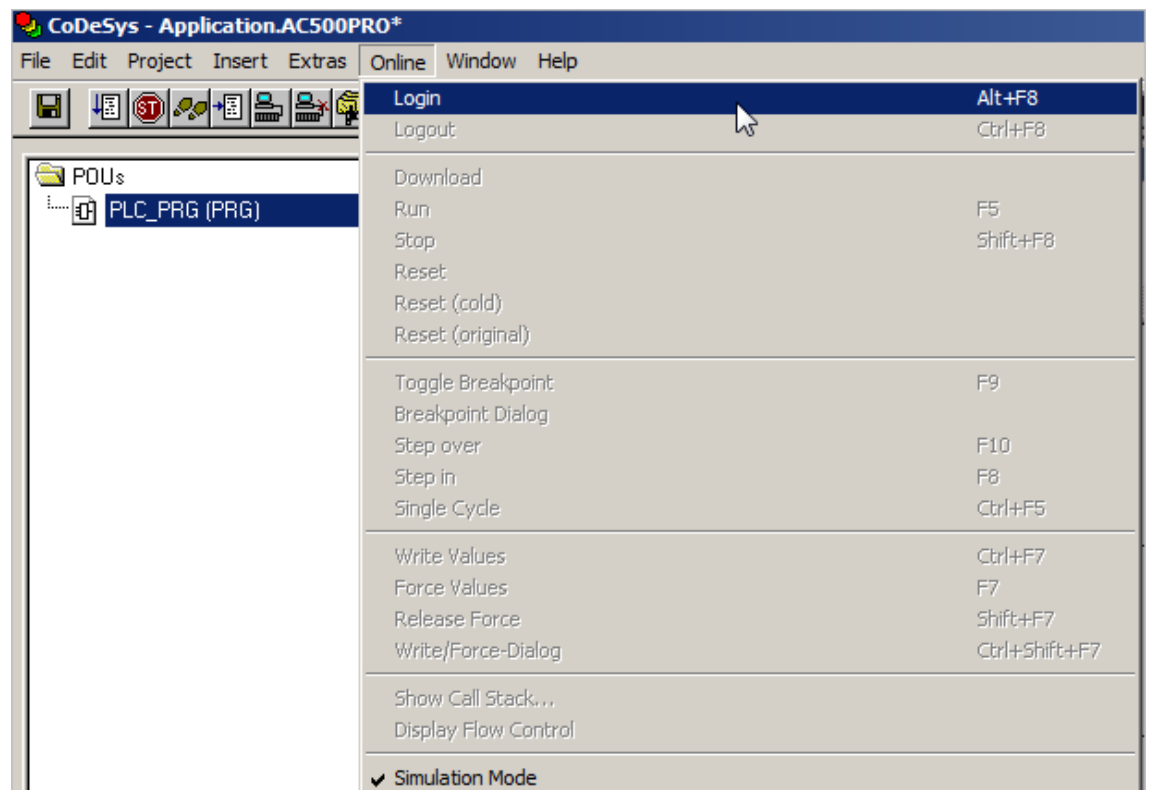 CoDeSys - Application.AC500PRO*
File Edit Project Insert Extras Online Window Help
ST
Login Alt+F8
Logout Ctrl+F8
POUs
PLC_PRG (PRG)
Download
Run F5
Stop Shift+F8
Reset
Reset (cold)
Reset (original)
Toggle Breakpoint F9
Breakpoint Dialog
Step over F10
Step in F8
Single Cycle Ctrl+F5
Write Values Ctrl+F7
Force Values F7
Release Force Shift+F7
Write/Force-Dialog Ctrl+Shift+F7
Show Call Stack...
Display Flow Control
Simulation Mode